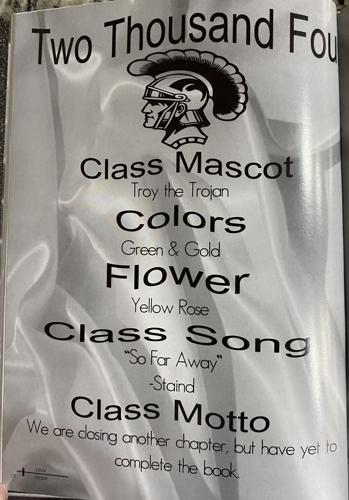 Two Thousand Fou
Class Mascot
Troy the Trojan
Colors
Green & Gold
Flower
Yellow Rose
Class Song
"So Far Away"
-Staind
Class Motto
We are closing another chapter, but have yet to
complete the book.